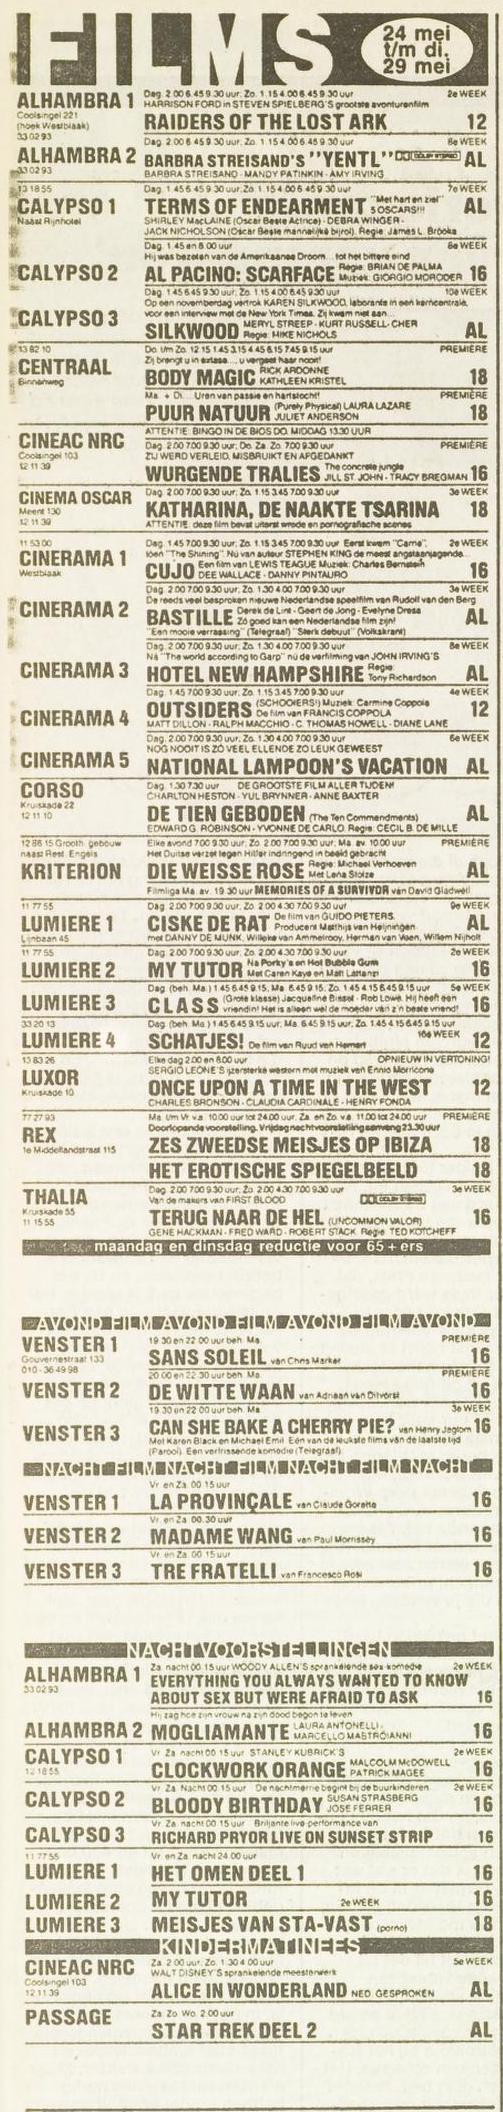 FILMS
24 mei
t/m di.
29 mei
ALHAMBRA 1
Coolsingel 221
(hoek Westblaak)
33 02 93
Dag. 2.00 6.45 9.30 uur; Zo. 1.15 4.00 6.45 9.30 uur
2e WEEK
HARRISON FORD in STEVEN SPIELBERG'S grootste avonturenfilm
RAIDERS OF THE LOST ARK 12
ALHAMBRA 2
33 02 93
Dag. 2.00 6.45 9.30 uur; Zo. 1.15 4.00 6.45 9.30 uur
8e WEEK
BARBRA STREISAND'S "YENTL" DOLBY STEREO AL
BARBRA STREISAND - MANDY PATINKIN - AMY IRVING
13 18 55
CALYPSO 1
Naast Rijnhotel
Dag. 1.45 6.45 9.30 uur; Zo. 1.15 4.00 6.45 9.30 uur
7e WEEK
TERMS OF ENDEARMENT "Met hart en ziel" 5 OSCARS!!! AL
SHIRLEY MacLAINE (Oscar Beste Actrice) - DEBRA WINGER -
JACK NICHOLSON (Oscar Beste mannelijke bijrol). Regie: James L. Brooks
CALYPSO 2
Dag. 1.45 en 8.00 uur
6e WEEK
Hij was bezeten van de Amerikaanse Droom... tot het bittere eind
AL PACINO: SCARFACE Regie: BRIAN DE PALMA Muziek: GIORGIO MORODER 16
CALYPSO 3
Dag. 1.45 6.45 9.30 uur; Zo. 1.45 4.00 6.45 9.30 uur
10e WEEK
Op een novemberdag vertrok KAREN SILKWOOD, laborante in een kerncentrale,
voor een interview met de New York Times. Zij kwam niet aan...
SILKWOOD MERYL STREEP - KURT RUSSELL - CHER Regie: MIKE NICHOLS AL
13 82 10
CENTRAAL
Binnenweg
Do. t/m Zo. 12.15 1.45 3.15 4.45 6.15 7.45 9.15 uur
PREMIÈRE
Zij brengt u in extase..., u vergeet haar nooit!
BODY MAGIC RICK ARDONNE KATHLEEN KRISTEL 18
Ma. + Di.... Uren van passie en hartstocht!
PREMIÈRE
PUUR NATUUR (Purely Physical) LAURA LAZARE JULIET ANDERSON 18
ATTENTIE: BINGO IN DE BIOS DO. MIDDAG 13.30 UUR
CINEAC NRC
Coolsingel 103
12 11 39
Dag. 2.00 7.00 9.30 uur; Do. Za. Zo. 7.00 9.30 uur
PREMIÈRE
ZIJ WERD VERLEID, MISBRUIKT EN AFGEDANKT
WURGENDE TRALIES The concrete jungle JILL ST. JOHN - TRACY BREGMAN 16
CINEMA OSCAR
Meent 130
12 11 39
Dag. 2.00 7.00 9.30 uur; Zo. 1.15 3.45 7.00 9.30 uur
3e WEEK
KATHARINA, DE NAAKTE TSARINA 18
ATTENTIE: deze film bevat uiterst wrede en pornografische scenes
11 53 00
CINERAMA 1
Westblaak
Dag. 1.45 7.00 9.30 uur; Zo. 1.15 3.45 7.00 9.30 uur Eerst kwam "Carrie",
2e WEEK
toen "The Shining". Nu van auteur STEPHEN KING de meest angstaanjagende...
CUJO Een film van LEWIS TEAGUE Muziek: Charles Bernstein DEE WALLACE - DANNY PINTAURO 16
CINERAMA 2
Dag. 2.00 7.00 9.30 uur; Zo. 1.30 4.00 7.00 9.30 uur
3e WEEK
De reeds veel besproken nieuwe Nederlandse speelfilm van Rudolf van den Berg
BASTILLE Derek de Lint - Geert de Jong - Evelyne Dress Zó goed kan een Nederlandse film zijn! AL
"Een mooie verrassing" (Telegraaf) "Sterk debuut" (Volkskrant)
CINERAMA 3
Dag. 2.00 7.00 9.30 uur; Zo. 1.30 4.00 7.00 9.30 uur
8e WEEK
Ná "The world according to Garp" nú de verfilming van JOHN IRVING'S
HOTEL NEW HAMPSHIRE Regie: Tony Richardson AL
CINERAMA 4
Dag. 1.45 7.00 9.30 uur; Zo. 1.15 3.45 7.00 9.30 uur
4e WEEK
OUTSIDERS (SCHOOIERS!) Muziek: Carmine Coppola De film van FRANCIS COPPOLA 12
MATT DILLON - RALPH MACCHIO - C. THOMAS HOWELL - DIANE LANE
CINERAMA 5
Dag. 2.00 7.00 9.30 uur; Zo. 1.30 4.00 7.00 9.30 uur
6e WEEK
NOG NOOIT IS ZÓ VEEL ELLENDE ZO LEUK GEWEEST
NATIONAL LAMPOON'S VACATION AL
CORSO
Kruiskade 22
12 11 10
Dag. 1.30 7.30 uur DE GROOTSTE FILM ALLER TIJDEN!
CHARLTON HESTON - YUL BRYNNER - ANNE BAXTER
DE TIEN GEBODEN (The Ten Commendments) AL
EDWARD G. ROBINSON - YVONNE DE CARLO. Regie: CECIL B. DE MILLE
12 86 15 Grooth. gebouw
naast Rest. Engels
KRITERION
Elke avond 7.00 9.30 uur; Zo. 2.00 7.00 9.30 uur; Ma. av. 10.00 uur
PREMIÈRE
Het Duitse verzet tegen Hitler indringend in beeld gebracht
DIE WEISSE ROSE Regie: Michael Verhoeven Met Lena Stolze AL
Filmliga Ma. av. 19.30 uur MEMORIES OF A SURVIVOR van David Gladwell
11 77 55
LUMIERE 1
Lijnbaan 45
Dag. 2.00 7.00 9.30 uur; Zo. 2.00 4.30 7.00 9.30 uur
9e WEEK
CISKE DE RAT De film van GUIDO PIETERS. Producent Matthijs van Heijningen. AL
met DANNY DE MUNK, Willeke van Ammelrooy, Herman van Veen, Willem Nijholt
11 77 55
LUMIERE 2
Dag. 2.00 7.00 9.30 uur; Zo. 2.00 4.30 7.00 9.30 uur
2e WEEK
MY TUTOR Na Porky's en Hot Bubble Gum Met Caren Kaye en Matt Lattanzi 16
LUMIERE 3
Dag. (beh. Ma.) 1.45 6.45 9.15 uur; Ma. 6.45 9.15; Zo. 1.45 4.15 6.45 9.15 uur
5e WEEK
CLASS (Grote klasse) Jacqueline Bisset - Rob Lowe. Hij heeft een vriendin! Het is alleen wel de moeder van z'n beste vriend! 16
33 20 13
LUMIERE 4
Dag. (beh. Ma.) 1.45 6.45 9.15 uur; Ma. 6.45 9.15 uur; Zo. 1.45 4.15 6.45 9.15 uur
16e WEEK
SCHATJES! De film van Ruud van Hemert 12
13 83 26
LUXOR
Kruiskade 10
Elke dag 2.00 en 8.00 uur
OPNIEUW IN VERTONING!
SERGIO LEONE'S ijzersterke western met muziek van Ennio Morricone
ONCE UPON A TIME IN THE WEST 12
CHARLES BRONSON - CLAUDIA CARDINALE - HENRY FONDA
77 27 93
REX
1e Middellandstraat 115
Ma. t/m Vr. v.a. 10.00 uur tot 24.00 uur, Za. en Zo. v.a. 11.00 tot 24.00 uur
PREMIÈRE
Doorlopende voorstelling. Vrijdag nachtvoorstelling aanvang 23.30 uur
ZES ZWEEDSE MEISJES OP IBIZA 18
HET EROTISCHE SPIEGELBEELD 18
THALIA
Kruiskade 55
11 15 55
Dag. 2.00 7.00 9.30 uur; Zo. 2.00 4.30 7.00 9.30 uur
3e WEEK
Van de makers van FIRST BLOOD DOLBY STEREO
TERUG NAAR DE HEL (UNCOMMON VALOR) 16
GENE HACKMAN - FRED WARD - ROBERT STACK. Regie: TED KOTCHEFF
maandag en dinsdag reductie voor 65+ers
AVOND FILM AVOND FILM AVOND FILM AVOND
VENSTER 1
Gouvernestraat 133
010 - 36 49 98
19.30 en 22.00 uur beh. Ma.
PREMIÈRE
SANS SOLEIL van Chris Marker 16
VENSTER 2
20.00 en 22.30 uur beh. Ma.
PREMIÈRE
DE WITTE WAAN van Adriaan van Ditvorst 16
VENSTER 3
19.30 en 22.00 uur beh. Ma.
3e WEEK
CAN SHE BAKE A CHERRY PIE? van Henry Jaglom 16
Met Karen Black en Michael Emil. Eén van de leukste films van de laatste tijd
(Parool). Een verfrissende komedie (Telegraaf).
NACHT FILM NACHT FILM NACHT FILM NACHT
VENSTER 1
Vr. en Za. 00.15 uur
LA PROVINÇALE van Claude Goretta 16
VENSTER 2
Vr. en Za. 00.30 uur
MADAME WANG van Paul Morrissey 16
VENSTER 3
Vr. en Za. 00.15 uur
TRE FRATELLI van Francesco Rosi 16
NACHTVOORSTELLINGEN
ALHAMBRA 1
33 02 93
Za. nacht 00.15 uur WOODY ALLEN'S sprankelende sex-komedie
2e WEEK
EVERYTHING YOU ALWAYS WANTED TO KNOW
ABOUT SEX BUT WERE AFRAID TO ASK 16
ALHAMBRA 2
Hij zag hoe zijn vrouw na zijn dood begon te leven
MOGLIAMANTE LAURA ANTONELLI - MARCELLO MASTROIANNI 16
CALYPSO 1
12 18 55
Vr. Za. nacht 00.15 uur STANLEY KUBRICK'S
2e WEEK
CLOCKWORK ORANGE MALCOLM McDOWELL PATRICK MAGEE 16
CALYPSO 2
Vr. Za. Nacht 00.15 uur De nachtmerrie begint bij de buurkinderen
2e WEEK
BLOODY BIRTHDAY SUSAN STRASBERG JOSE FERRER 16
CALYPSO 3
Vr. Za. nacht 00.15 uur Briljante live-performance van
RICHARD PRYOR LIVE ON SUNSET STRIP 16
11 77 55
LUMIERE 1
Vr. en Za. nacht 24.00 uur
HET OMEN DEEL 1 16
LUMIERE 2
MY TUTOR 2e WEEK 16
LUMIERE 3
MEISJES VAN STA-VAST (porno) 18
KINDERMATINEES
CINEAC NRC
Coolsingel 103
12 11 39
Za. 2.00 uur; Zo. 1.30 4.00 uur
5e WEEK
WALT DISNEY'S sprankelende meesterwerk
ALICE IN WONDERLAND NED. GESPROKEN AL
PASSAGE
Za. Zo. Wo. 2.00 uur
STAR TREK DEEL 2 AL